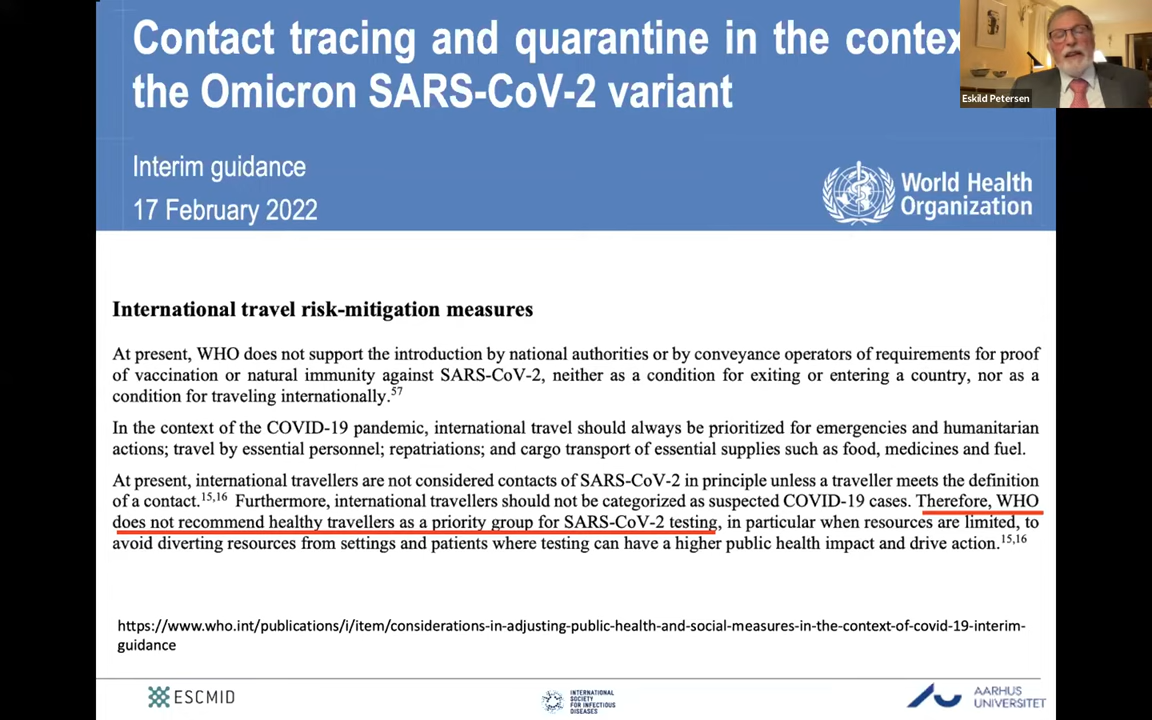 Contact tracing and quarantine in the contex
the Omicron SARS-CoV-2 variant
Eskild Petersen
Interim guidance
17 February 2022
World Health
Organization
International travel risk-mitigation measures
At present, WHO does not support the introduction by national authorities or by conveyance operators of requirements for proof
of vaccination or natural immunity against SARS-CoV-2, neither as a condition for exiting or entering a country, nor as a
condition for traveling internationally.57
In the context of the COVID-19 pandemic, international travel should always be prioritized for emergencies and humanitarian
actions; travel by essential personnel; repatriations; and cargo transport of essential supplies such as food, medicines and fuel.
At present, international travellers are not considered contacts of SARS-CoV-2 in principle unless a traveller meets the definition
of a contact.15,16 Furthermore, international travellers should not be categorized as suspected COVID-19 cases. Therefore, WHO
does not recommend healthy travellers as a priority group for SARS-CoV-2 testing, in particular when resources are limited, to
avoid diverting resources from settings and patients where testing can have a higher public health impact and drive action.15,16
https://www.who.int/publications/i/item/considerations-in-adjusting-public-health-and-social-measures-in-the-context-of-covid-19-interim-
guidance
ESCMID
INTERNATIONAL
SOCIETY
FOR INFECTIOUS
DISEASES
AARHUS
UNIVERSITET